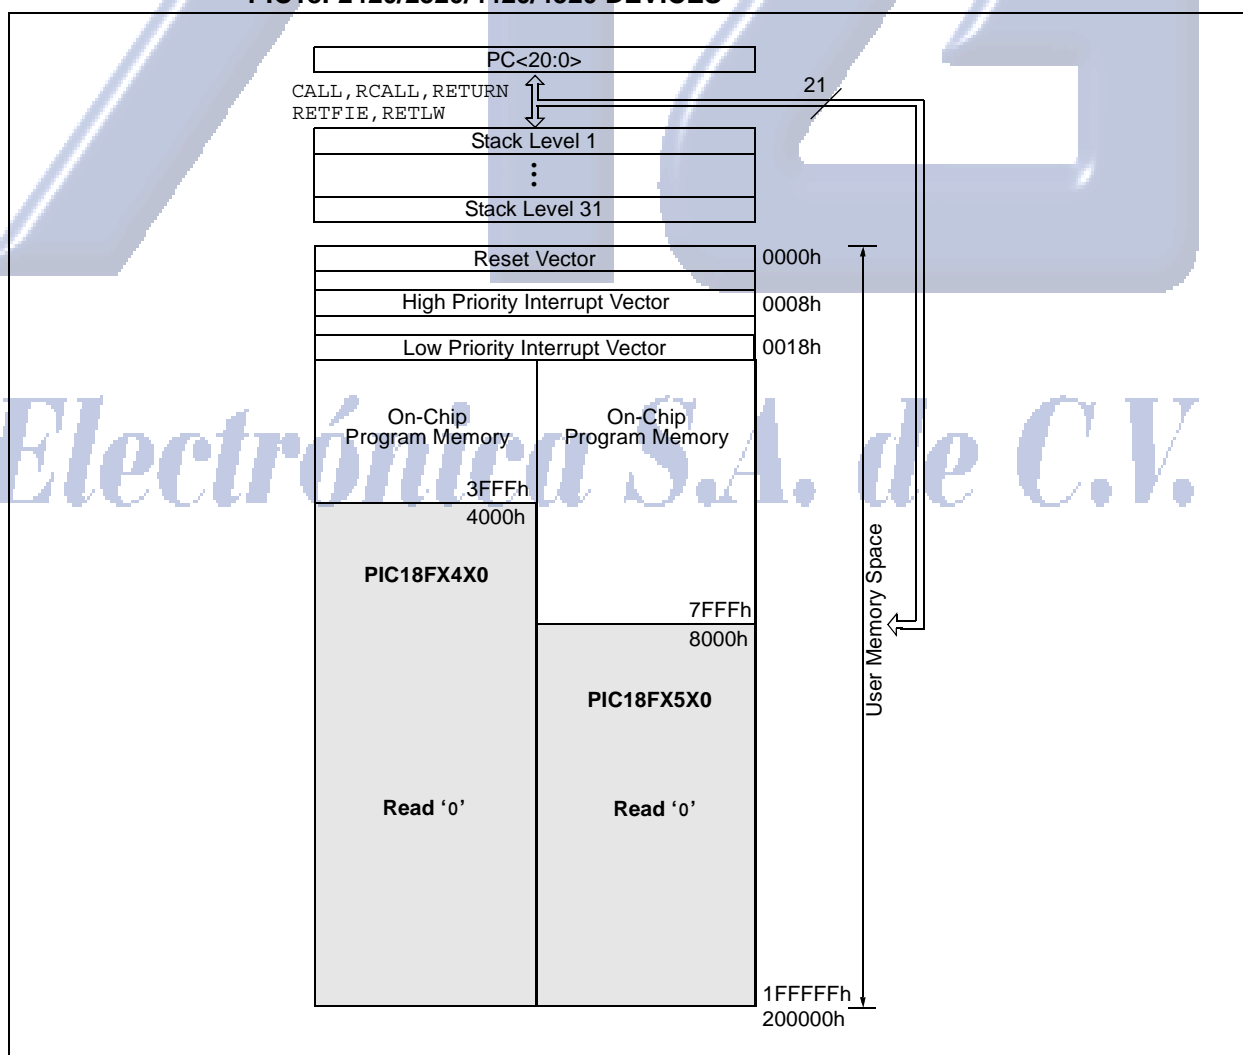 PC<20:0>
CALL,RCALL,RETURN
RETFIE,RETLW
21
Stack Level 1
Stack Level 31
Reset Vector
0000h
High Priority Interrupt Vector
0008h
Low Priority Interrupt Vector
0018h
On-Chip
Program Memory
On-Chip
Program Memory
Electrónica S.A. de C.V.
3FFFh
4000h
PIC18FX4X0
7FFFh
8000h
PIC18FX5X0
User Memory Space
Read ‘0’
Read ‘0’
1FFFFFh
200000h